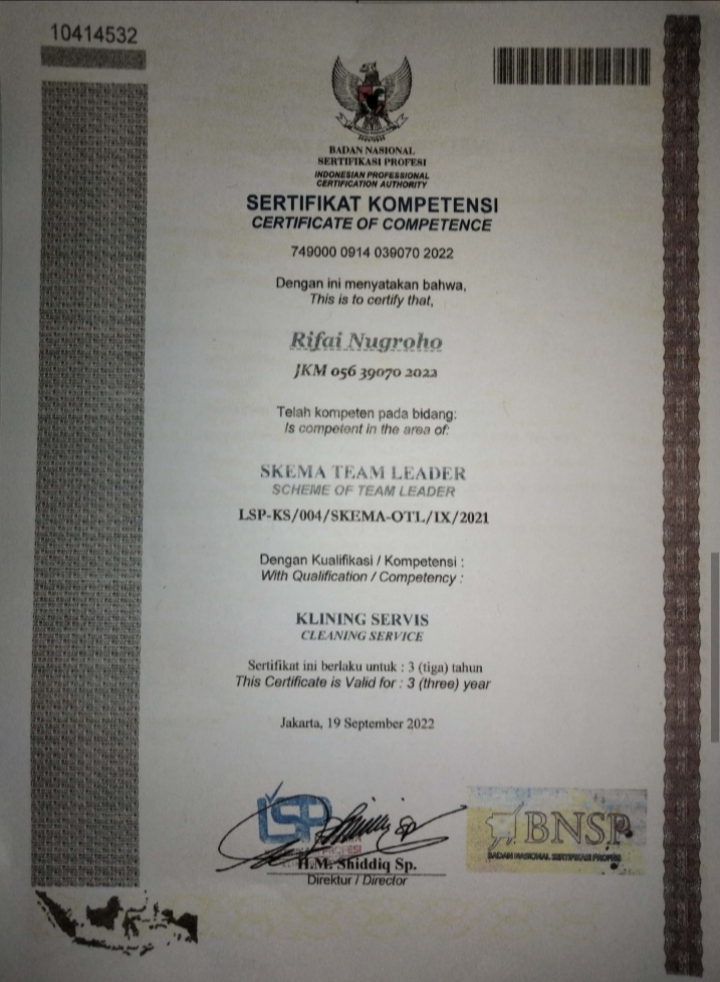 10414532
BADAN NASIONAL
SERTIFIKASI PROFESI
INDONESIAN PROFESSIONAL
CERTIFICATION AUTHORITY
SERTIFIKAT KOMPETENSI
CERTIFICATE OF COMPETENCE
749000 0914 039070 2022
Dengan ini menyatakan bahwa,
This is to certify that,
Rifai Nugroho
JKM 056 39070 2022
Telah kompeten pada bidang:
Is competent in the area of:
SKEMA TEAM LEADER
SCHEME OF TEAM LEADER
LSP-KS/004/SKEMA-OTL/IX/2021
Dengan Kualifikasi / Kompetensi :
With Qualification / Competency :
KLINING SERVIS
CLEANING SERVICE
Sertifikat ini berlaku untuk : 3 (tiga) tahun
This Certificate is Valid for : 3 (three) year
Jakarta, 19 September 2022
LSP
H.M. Shiddiq Sp.
Direktur / Director
BNSP
BADAN NASIONAL SERTIFIKASI PROFESI